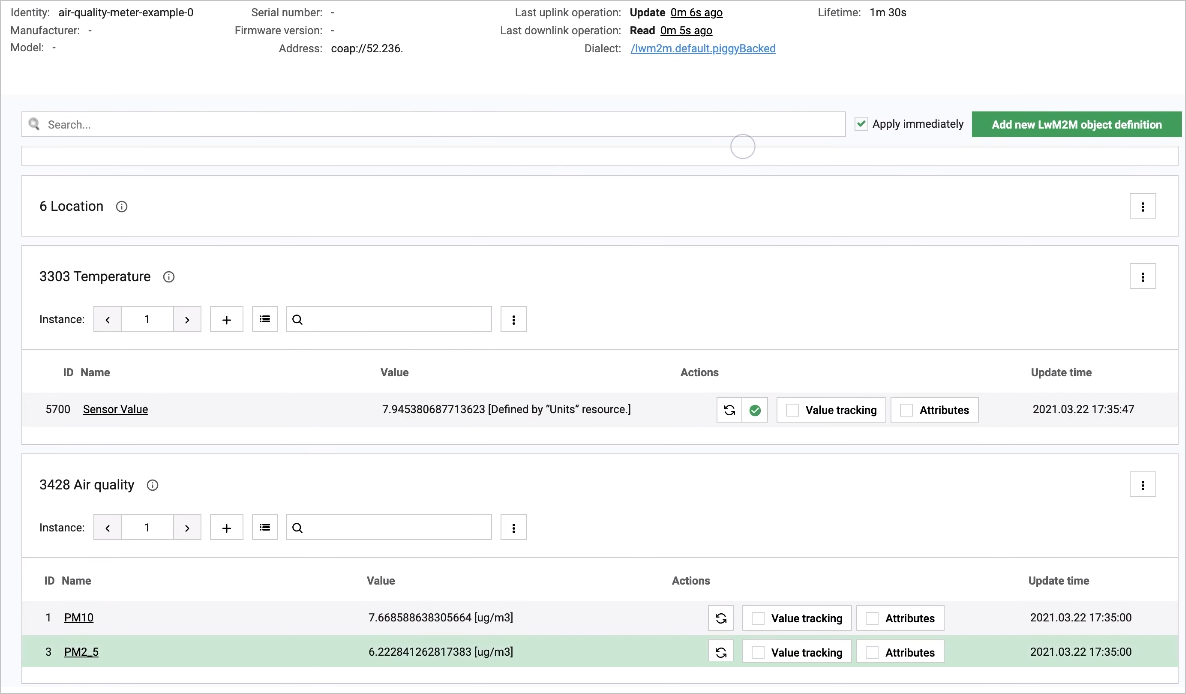 Identity: air-quality-meter-example-0 Serial number: - Last uplink operation: Update 0m 6s ago Lifetime: 1m 30s
Manufacturer: - Firmware version: - Last downlink operation: Read 0m 5s ago
Model: - Address: coap://52.236. Dialect: /lwm2m.default.piggyBacked
Search... Apply immediately Add new LwM2M object definition
6 Location
3303 Temperature
Instance: 1
ID Name Value Actions Update time
5700 Sensor Value 7.945380687713623 [Defined by “Units” resource.] Value tracking Attributes 2021.03.22 17:35:47
3428 Air quality
Instance: 1
ID Name Value Actions Update time
1 PM10 7.668588638305664 [ug/m3] Value tracking Attributes 2021.03.22 17:35:00
3 PM2_5 6.222841262817383 [ug/m3] Value tracking Attributes 2021.03.22 17:35:00